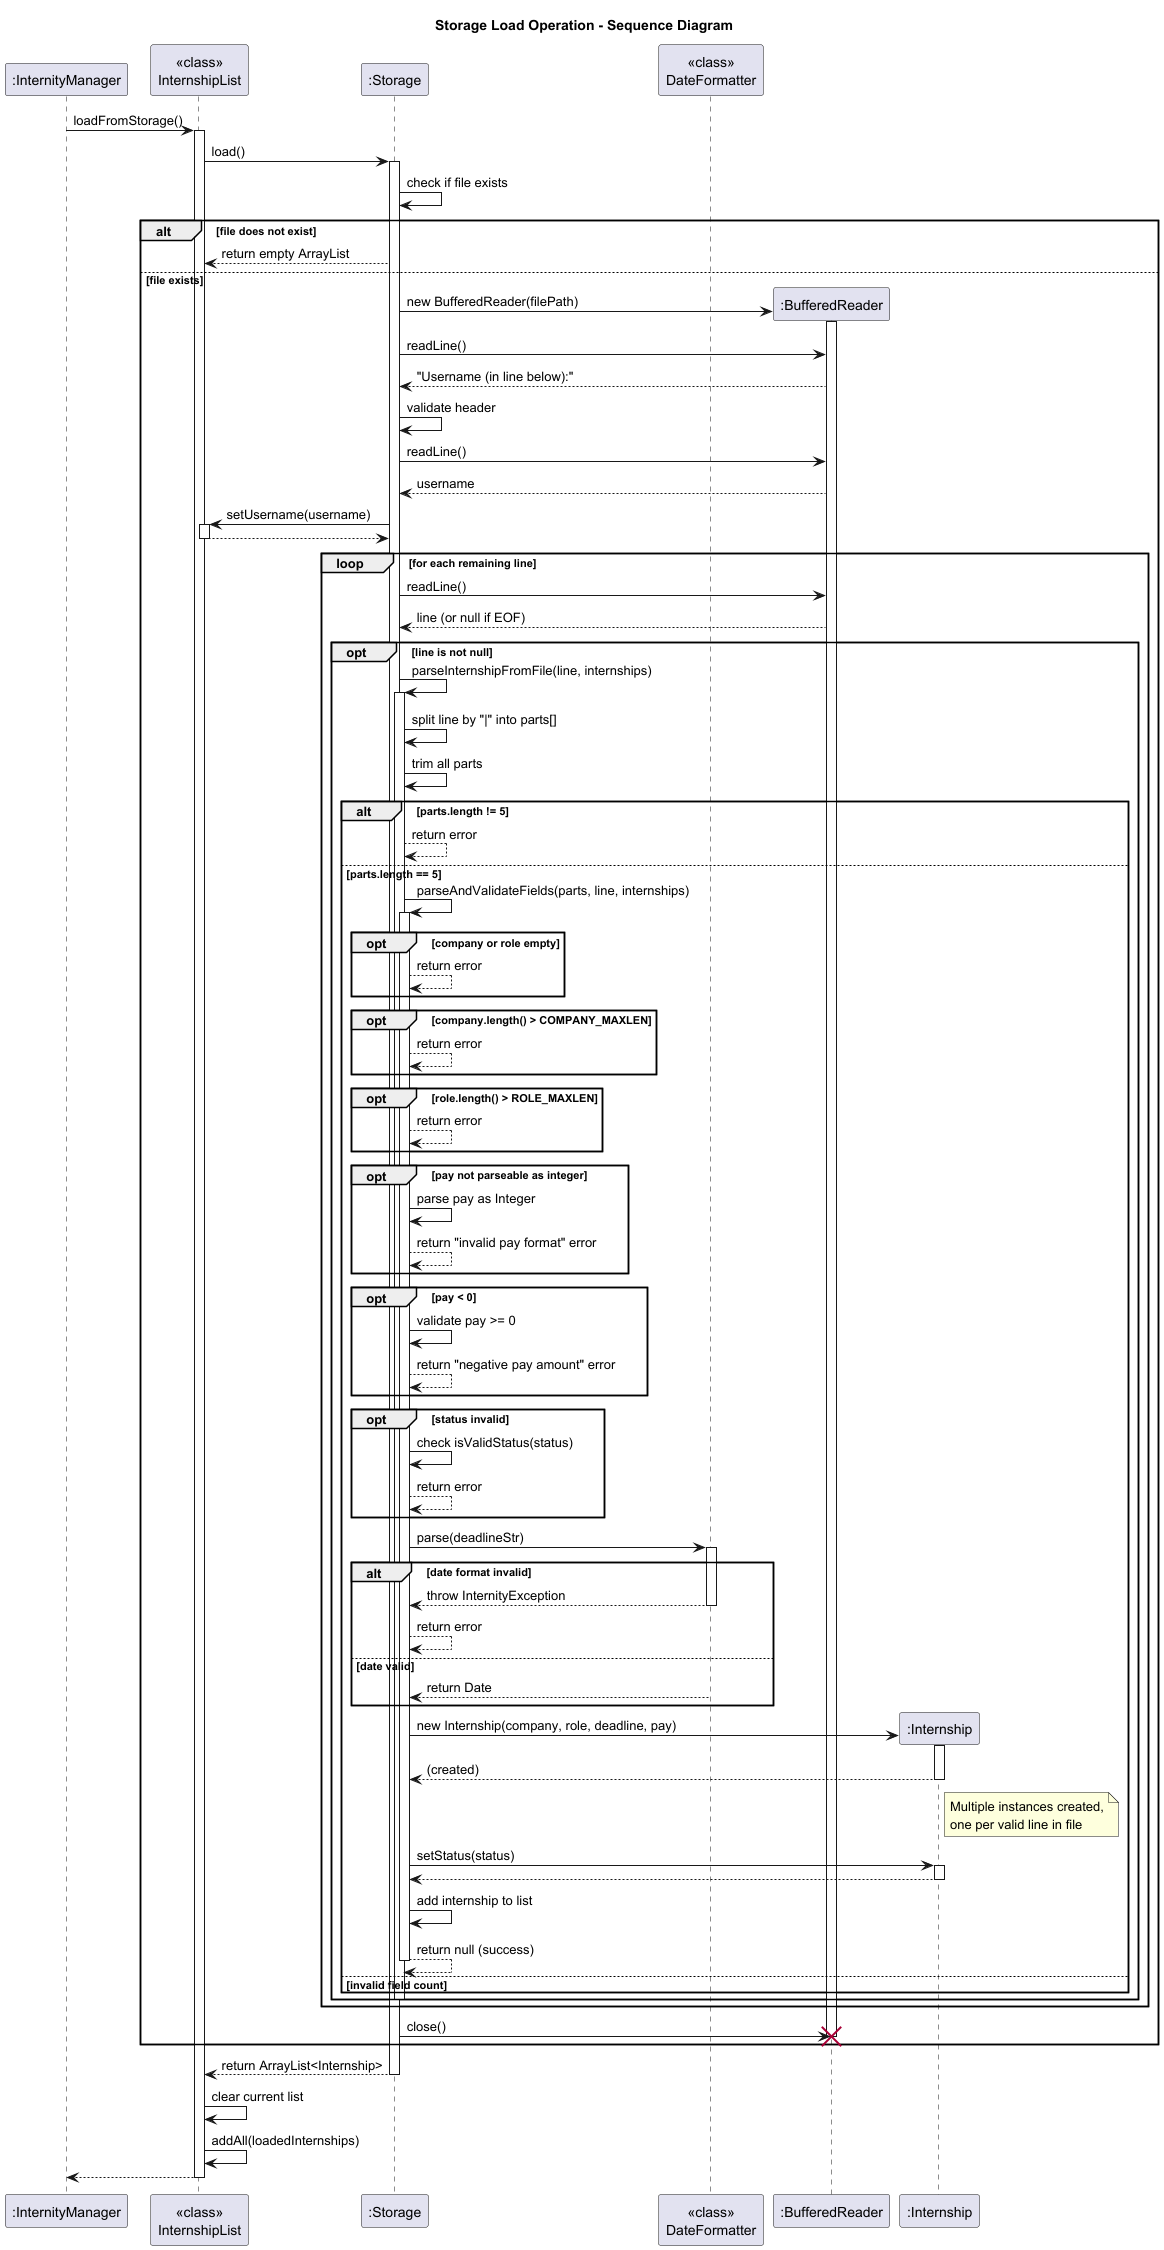 Storage Load Operation - Sequence Diagram
:InternityManager
«class»
InternshipList
:Storage
«class»
DateFormatter
loadFromStorage()
load()
check if file exists
alt
[file does not exist]
return empty ArrayList
[file exists]
new BufferedReader(filePath)
:BufferedReader
readLine()
"Username (in line below):"
validate header
readLine()
username
setUsername(username)
loop
[for each remaining line]
readLine()
line (or null if EOF)
opt
[line is not null]
parseInternshipFromFile(line, internships)
split line by "|" into parts[]
trim all parts
alt
[parts.length != 5]
return error
[parts.length == 5]
parseAndValidateFields(parts, line, internships)
opt
[company or role empty]
return error
opt
[company.length() > COMPANY_MAXLEN]
return error
opt
[role.length() > ROLE_MAXLEN]
return error
opt
[pay not parseable as integer]
parse pay as Integer
return "invalid pay format" error
opt
[pay < 0]
validate pay >= 0
return "negative pay amount" error
opt
[status invalid]
check isValidStatus(status)
return error
parse(deadlineStr)
alt
[date format invalid]
throw InternityException
return error
[date valid]
return Date
new Internship(company, role, deadline, pay)
:Internship
(created)
Multiple instances created,
one per valid line in file
setStatus(status)
add internship to list
return null (success)
[invalid field count]
close()
return ArrayList<Internship>
clear current list
addAll(loadedInternships)
:InternityManager
«class»
InternshipList
:Storage
«class»
DateFormatter
:BufferedReader
:Internship